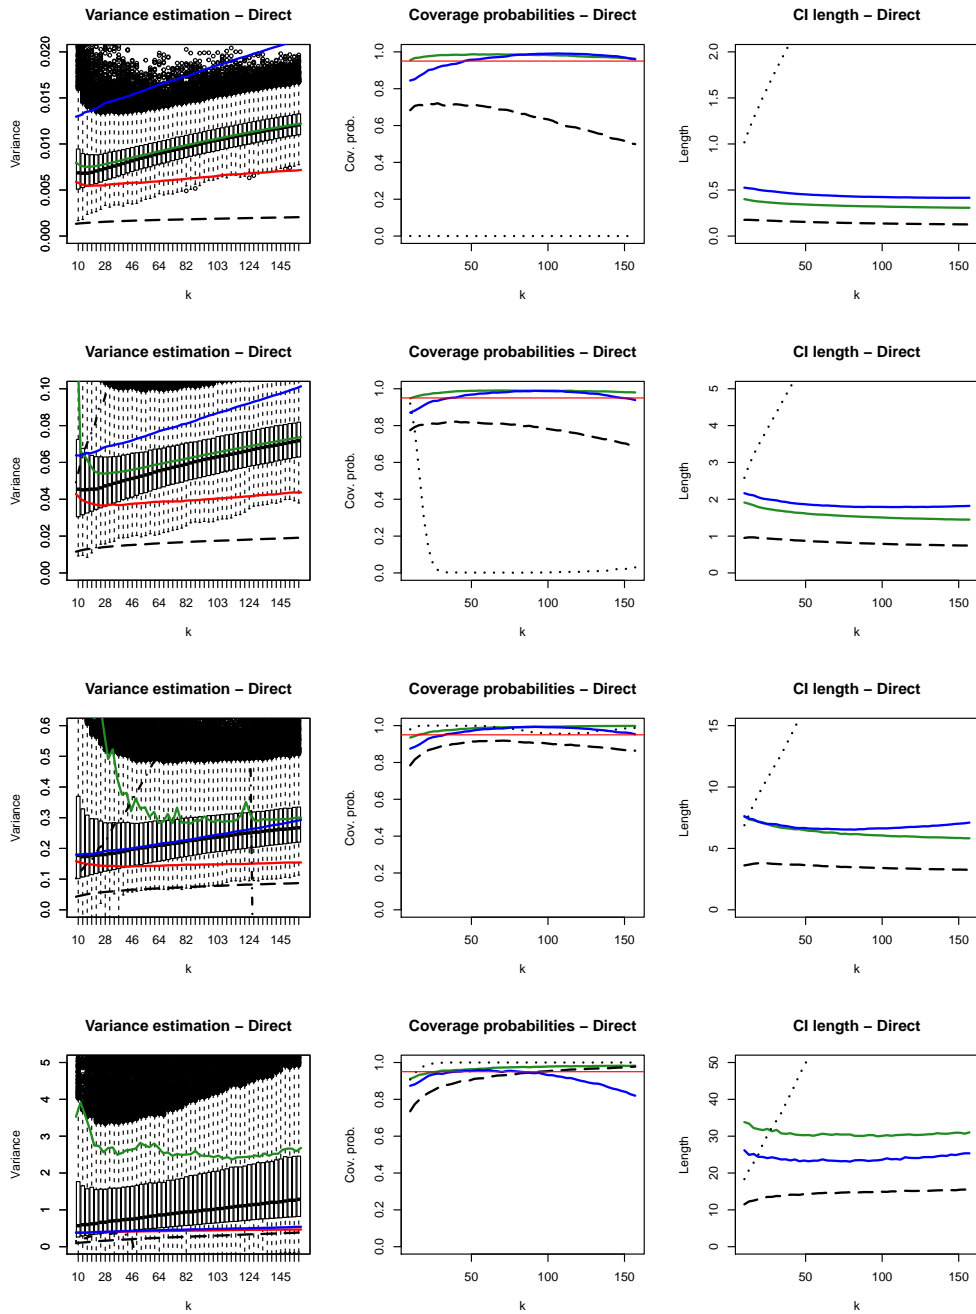 Variance estimation – Direct
Variance
0.000 0.005 0.010 0.015 0.020
10 28 46 64 82 103 124 145
k
Coverage probabilities – Direct
Cov. prob.
0.0 0.2 0.4 0.6 0.8 1.0
50 100 150
k
CI length – Direct
Length
0.0 0.5 1.0 1.5 2.0
50 100 150
k
Variance estimation – Direct
Variance
0.00 0.02 0.04 0.06 0.08 0.10
10 28 46 64 82 103 124 145
k
Coverage probabilities – Direct
Cov. prob.
0.0 0.2 0.4 0.6 0.8 1.0
50 100 150
k
CI length – Direct
Length
0 1 2 3 4 5
50 100 150
k
Variance estimation – Direct
Variance
0.0 0.1 0.2 0.3 0.4 0.5 0.6
10 28 46 64 82 103 124 145
k
Coverage probabilities – Direct
Cov. prob.
0.0 0.2 0.4 0.6 0.8 1.0
50 100 150
k
CI length – Direct
Length
0 5 10 15
50 100 150
k
Variance estimation – Direct
Variance
0 1 2 3 4 5
10 28 46 64 82 103 124 145
k
Coverage probabilities – Direct
Cov. prob.
0.0 0.2 0.4 0.6 0.8 1.0
50 100 150
k
CI length – Direct
Length
0 10 20 30 40 50
50 100 150
k